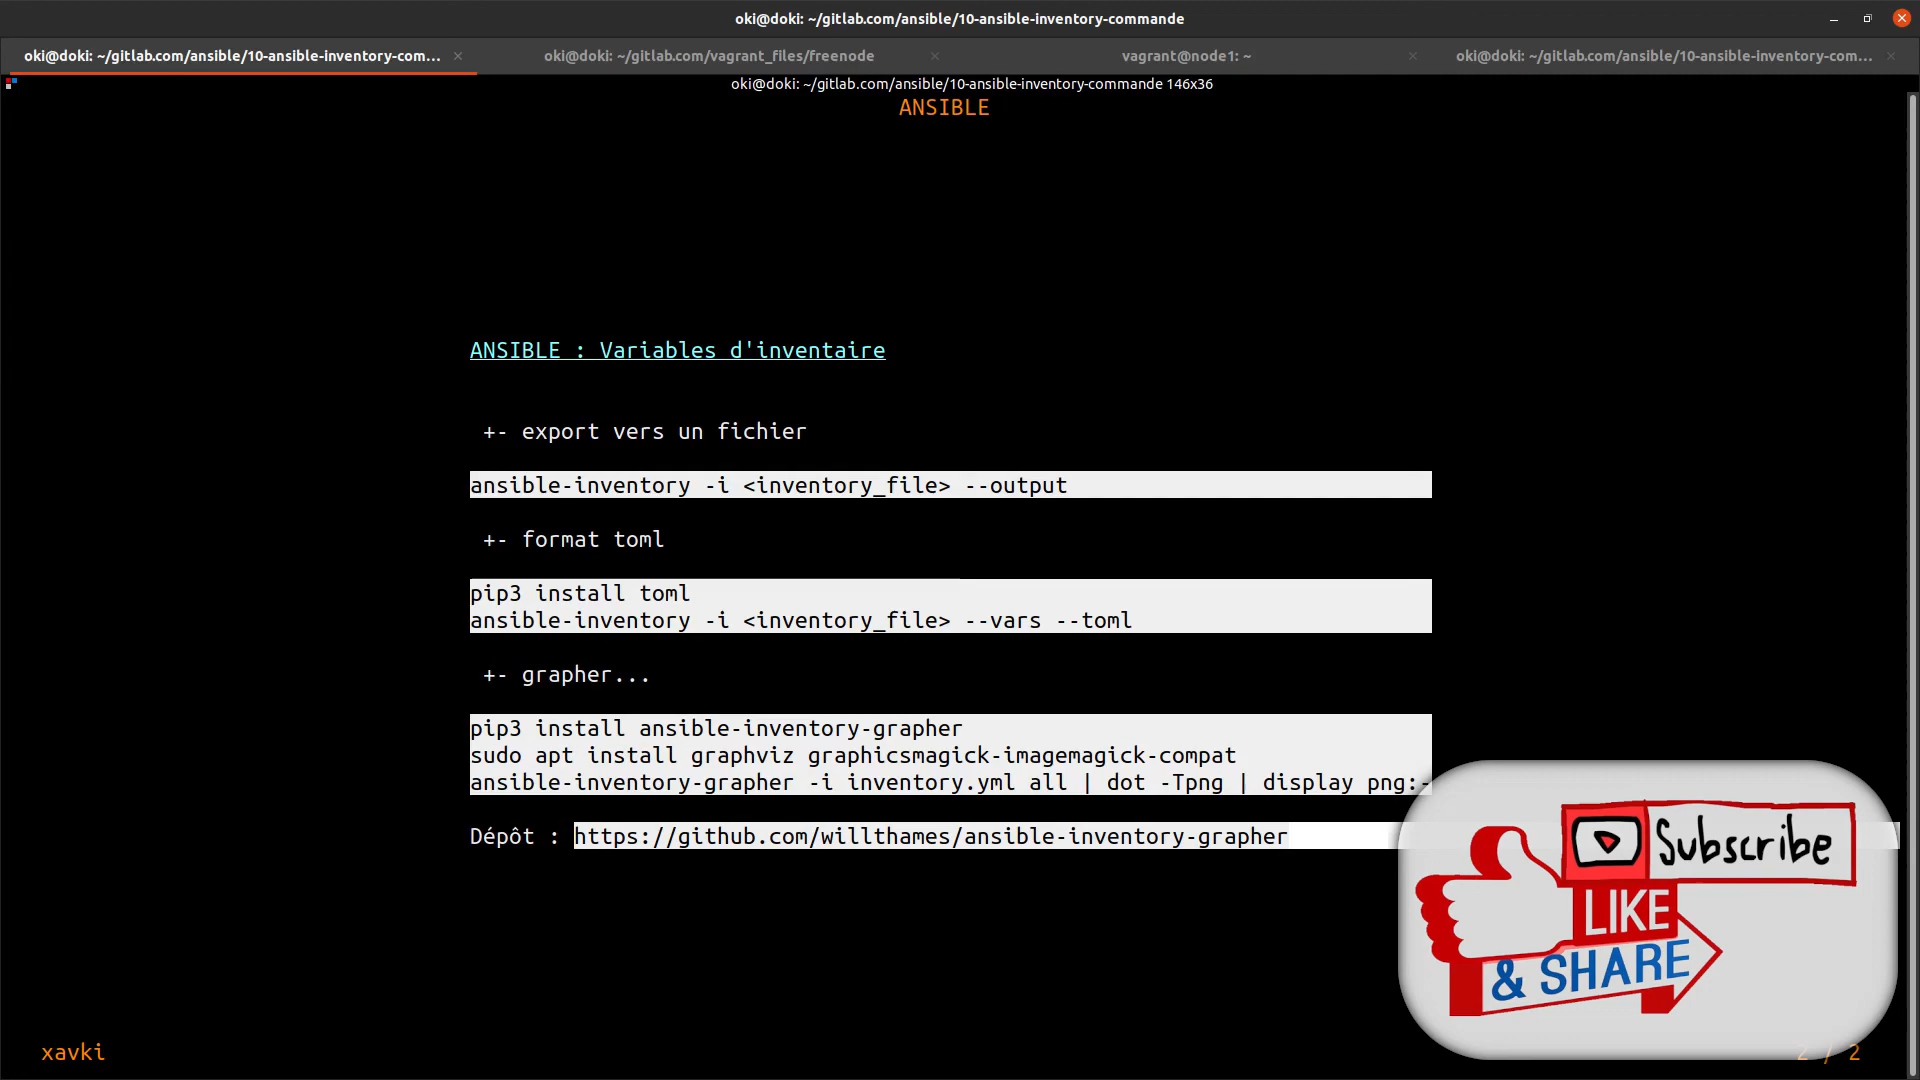 oki@doki: ~/gitlab.com/ansible/10-ansible-inventory-commande
oki@doki: ~/gitlab.com/ansible/10-ansible-inventory-com...
oki@doki: ~/gitlab.com/vagrant_files/freenode
vagrant@node1: ~
oki@doki: ~/gitlab.com/ansible/10-ansible-inventory-com...
oki@doki: ~/gitlab.com/ansible/10-ansible-inventory-commande 146x36
ANSIBLE
ANSIBLE : Variables d'inventaire
+- export vers un fichier
ansible-inventory -i <inventory_file> --output
+- format toml
pip3 install toml
ansible-inventory -i <inventory_file> --vars --toml
+- grapher...
pip3 install ansible-inventory-grapher
sudo apt install graphviz graphicsmagick-imagemagick-compat
ansible-inventory-grapher -i inventory.yml all | dot -Tpng | display png:-
Dépôt : https://github.com/willthames/ansible-inventory-grapher
Subscribe
LIKE
& SHARE
xavki
2 / 2